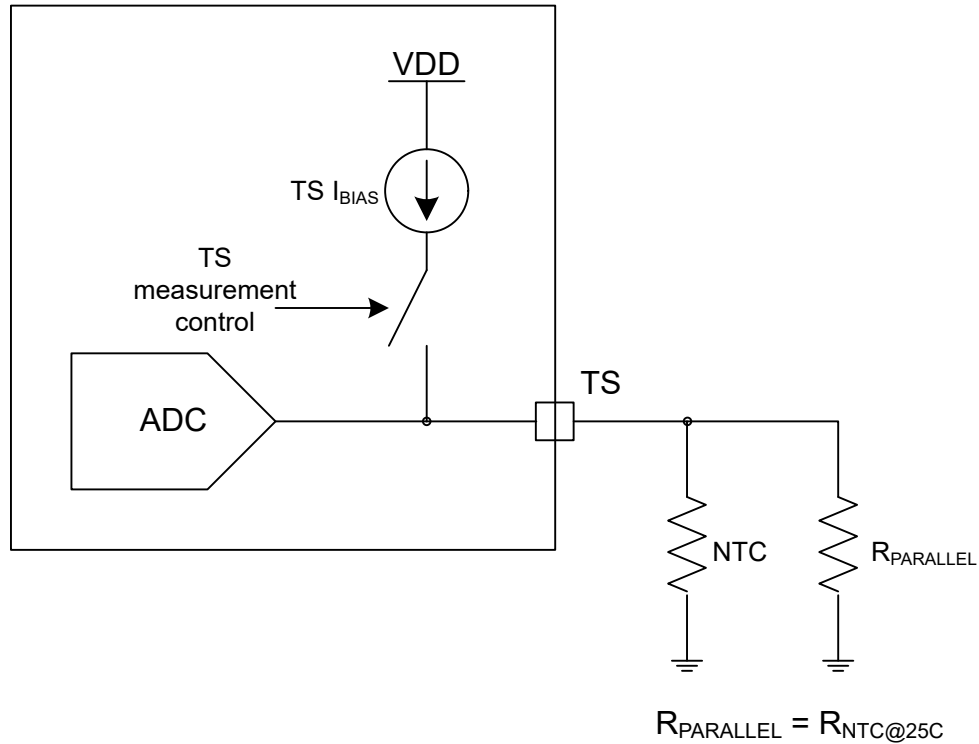 VDD
TS IBIAS
TS
measurement
control
ADC
TS
NTC
RPARALLEL
RPARALLEL = RNTC@25C